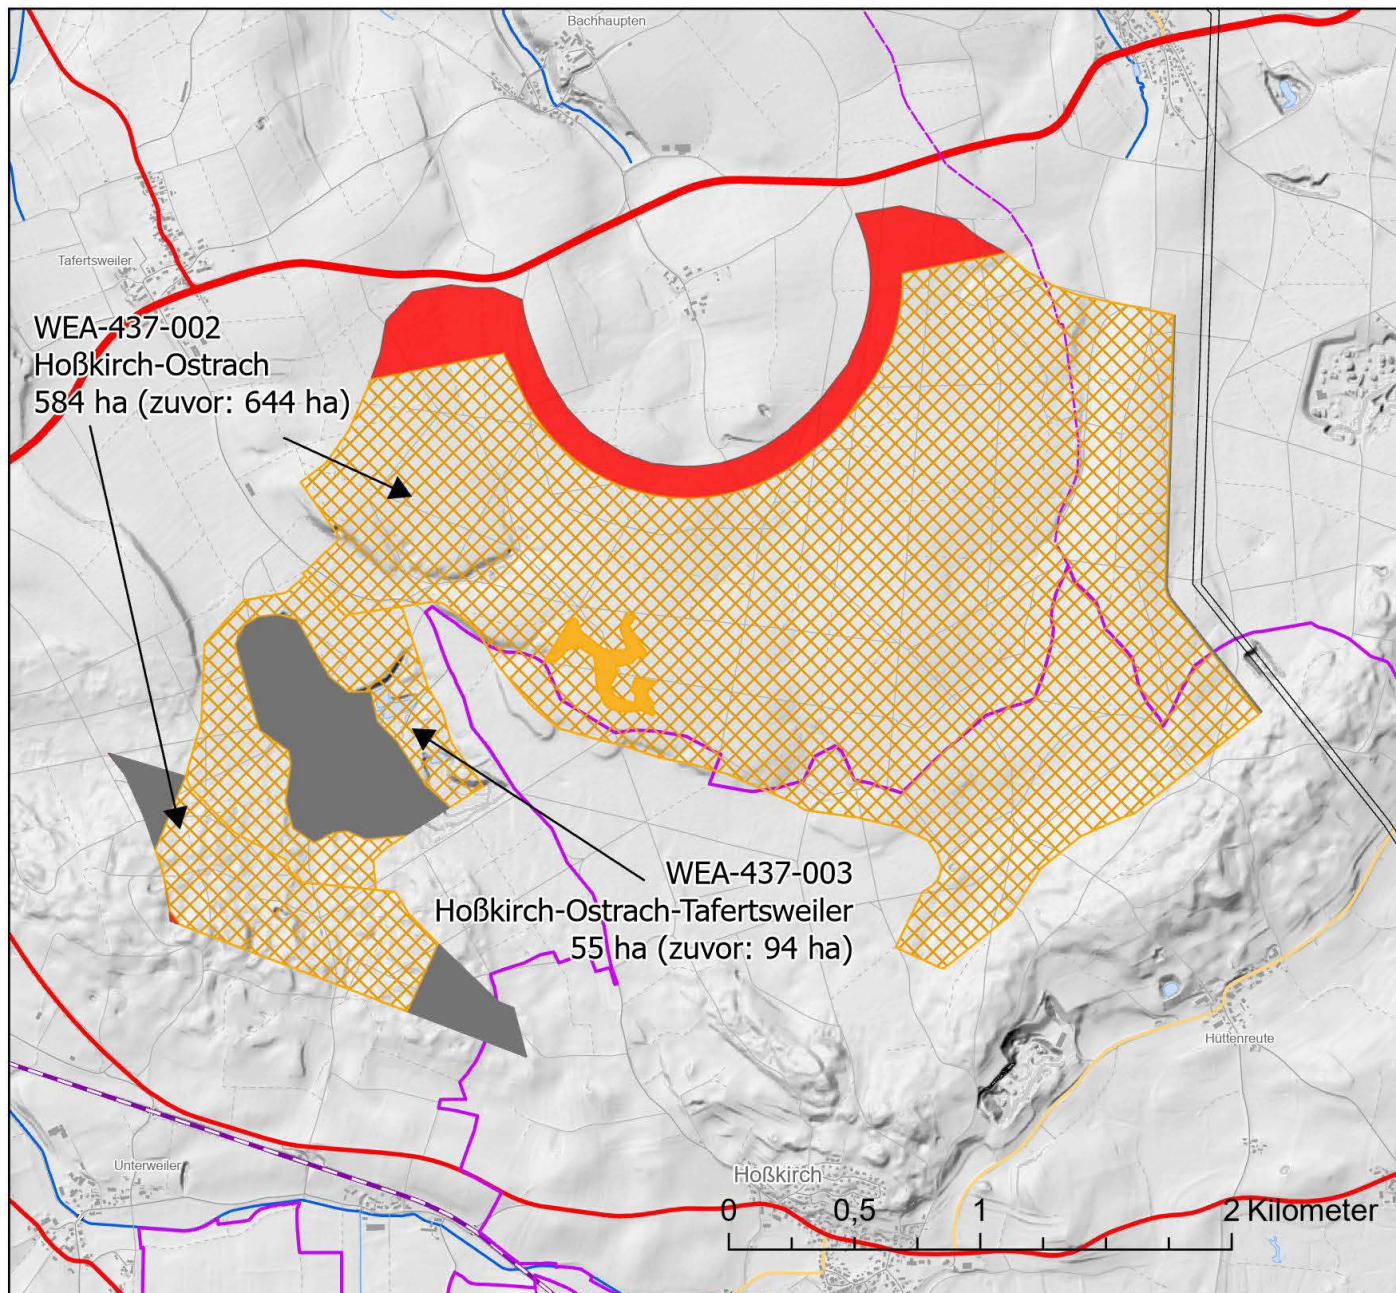 Bachhaupten
Tafertsweiler
WEA-437-002
Hoßkirch-Ostrach
584 ha (zuvor: 644 ha)
WEA-437-003
Hoßkirch-Ostrach-Tafertsweiler
55 ha (zuvor: 94 ha)
Hüttenreute
Unterweiler
Hoßkirch
0 0,5 1 2 Kilometer